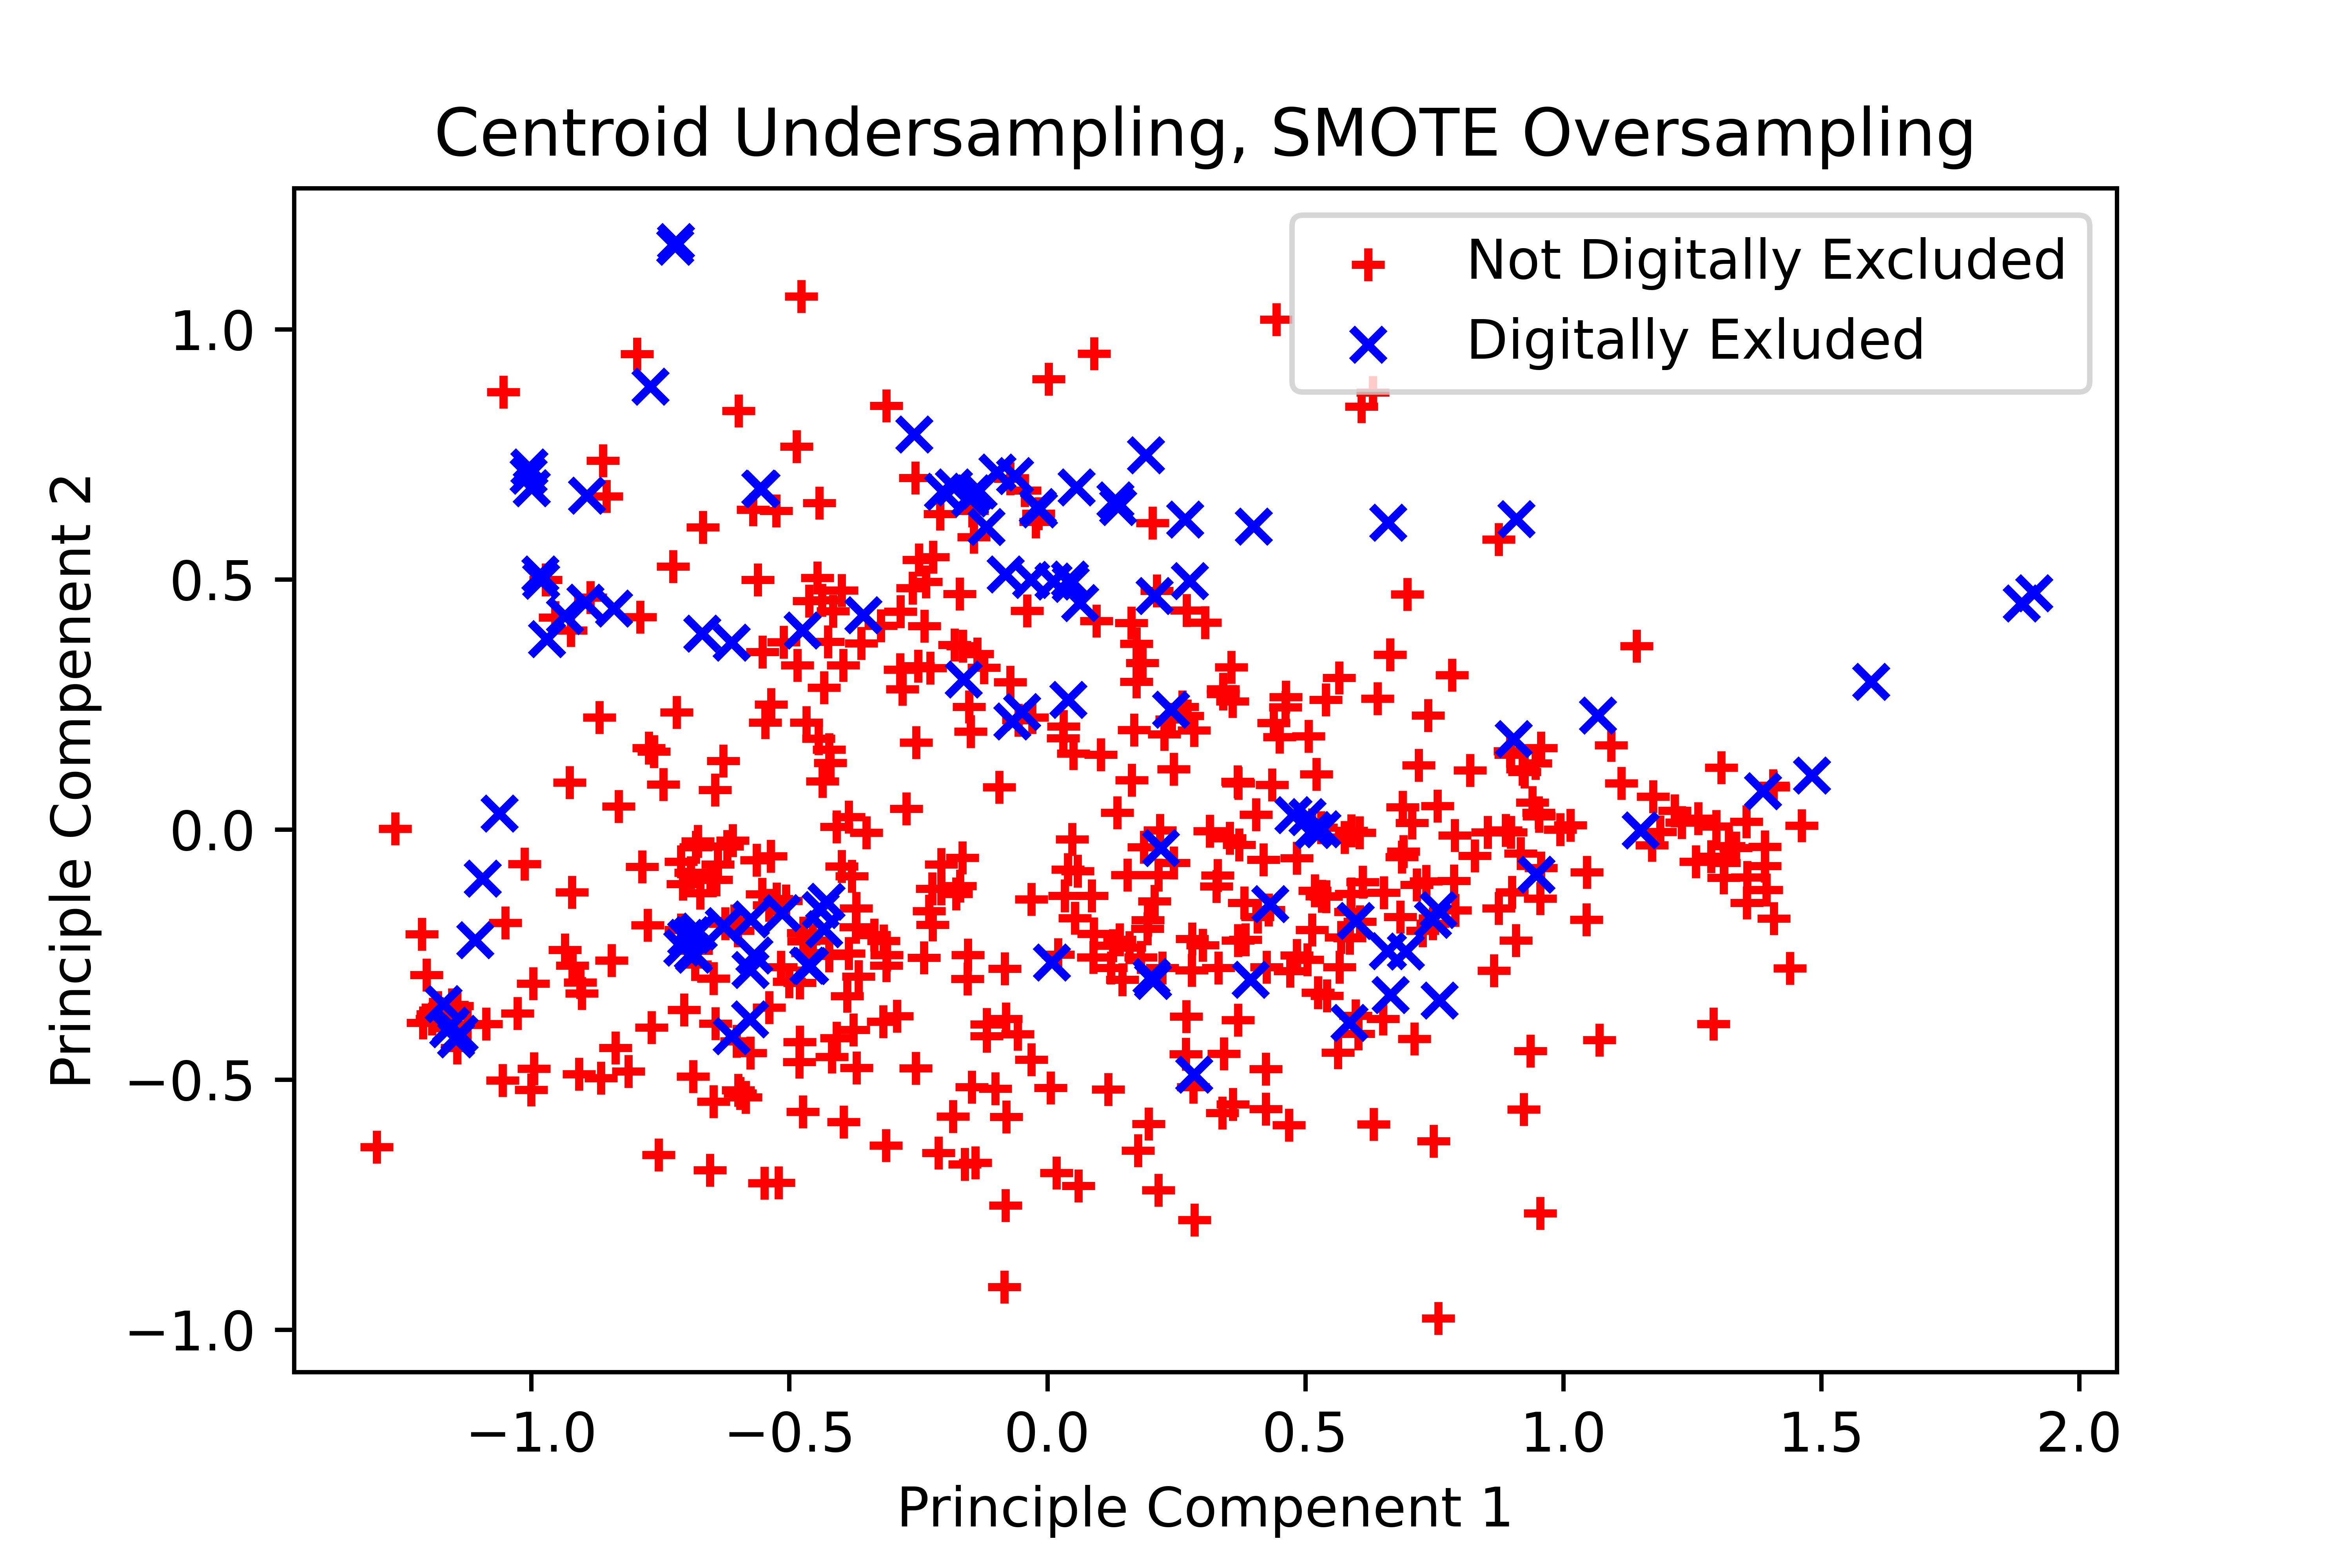 Centroid Undersampling, SMOTE Oversampling
Not Digitally Excluded
Digitally Exluded
Principle Compenent 2
1.0
0.5
0.0
−0.5
−1.0
−1.0 −0.5 0.0 0.5 1.0 1.5 2.0
Principle Compenent 1